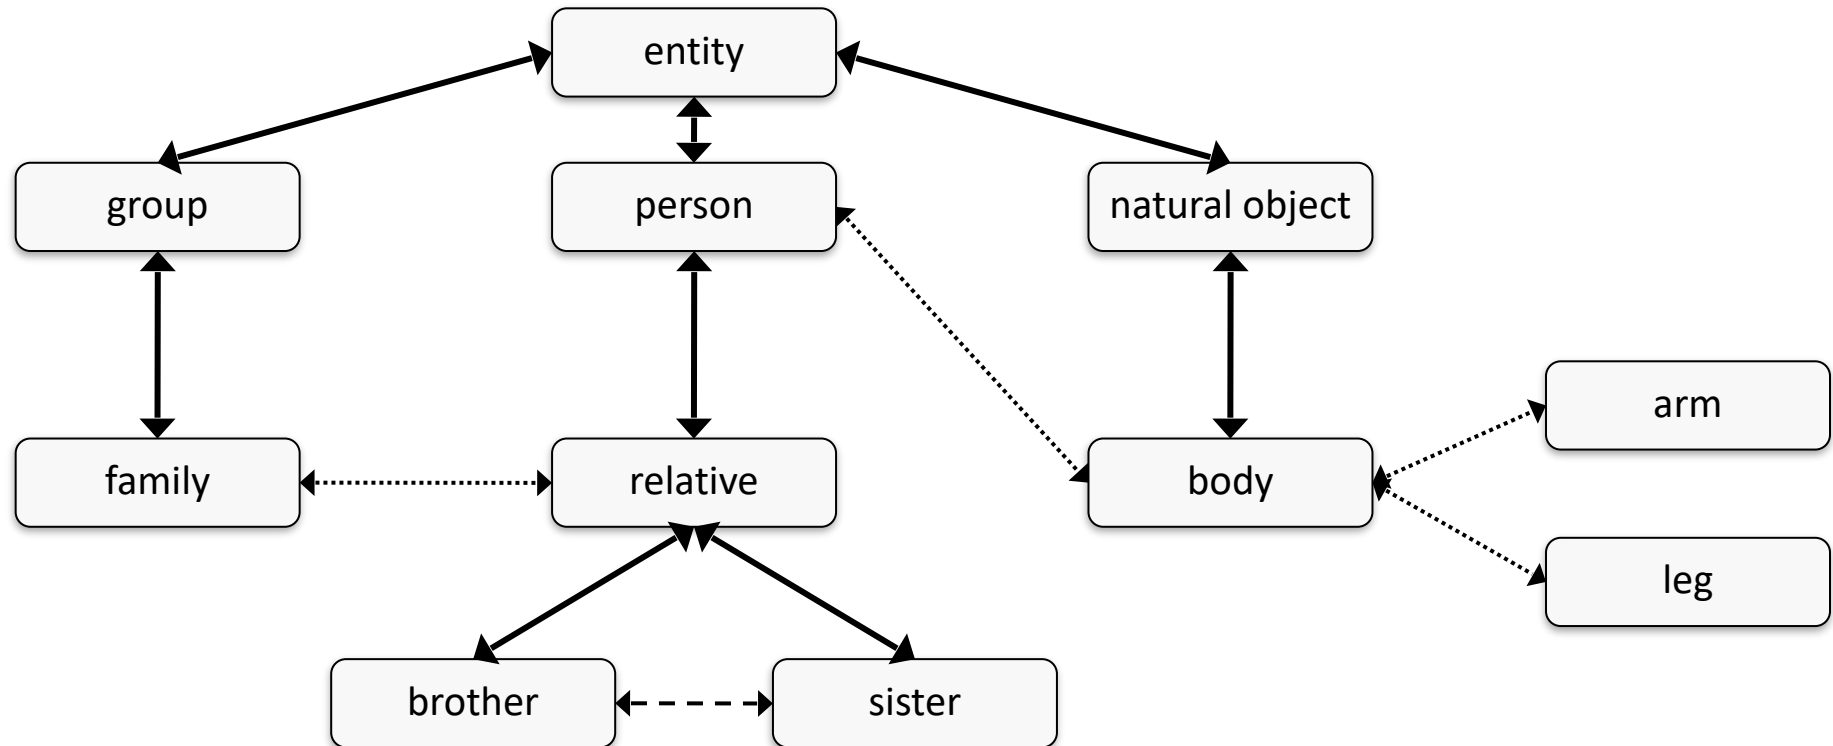 entity
group
person
natural object
arm
family
relative
body
leg
brother
sister